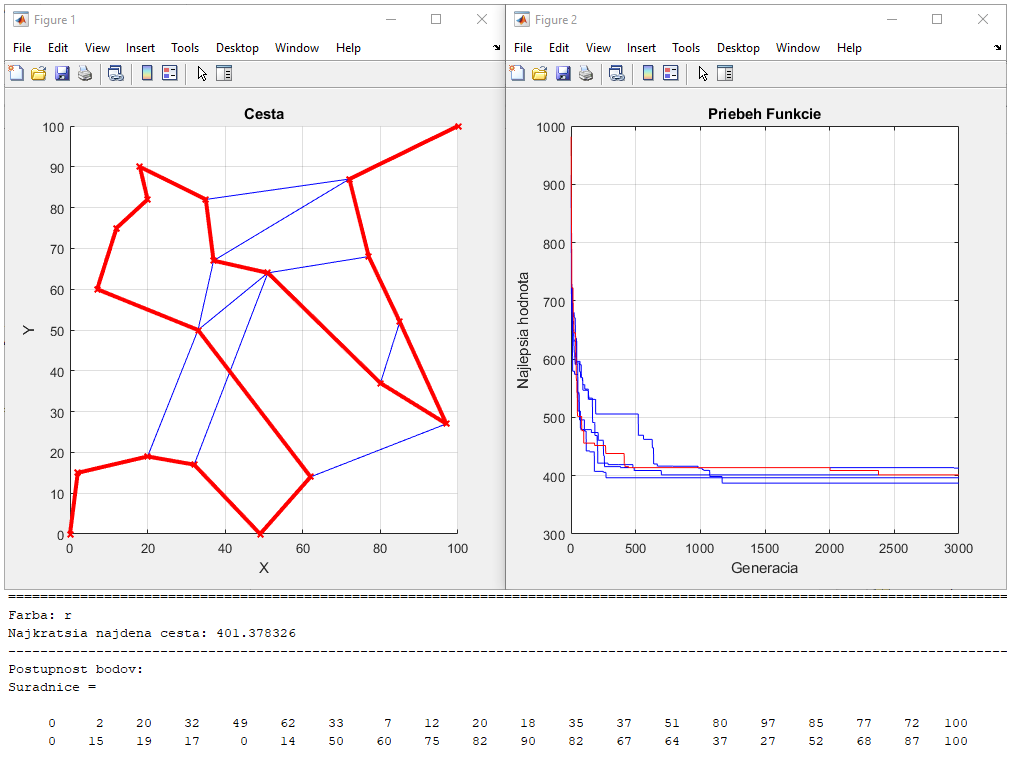 Figure 1
File Edit View Insert Tools Desktop Window Help
Cesta
100
90
80
70
60
50
40
30
20
10
0
Y
0 20 40 60 80 100
X
Figure 2
File Edit View Insert Tools Desktop Window Help
Priebeh Funkcie
1000
900
800
700
600
500
400
300
Najlepsia hodnota
0 500 1000 1500 2000 2500 3000
Generacia
Farba: r
Najkratsia najdena cesta: 401.378326
Postupnost bodov:
Suradnice =
0 2 20 32 49 62 33 7 12 20 18 35 37 51 80 97 85 77 72 100
0 15 19 17 0 14 50 60 75 82 90 82 67 64 37 27 52 68 87 100